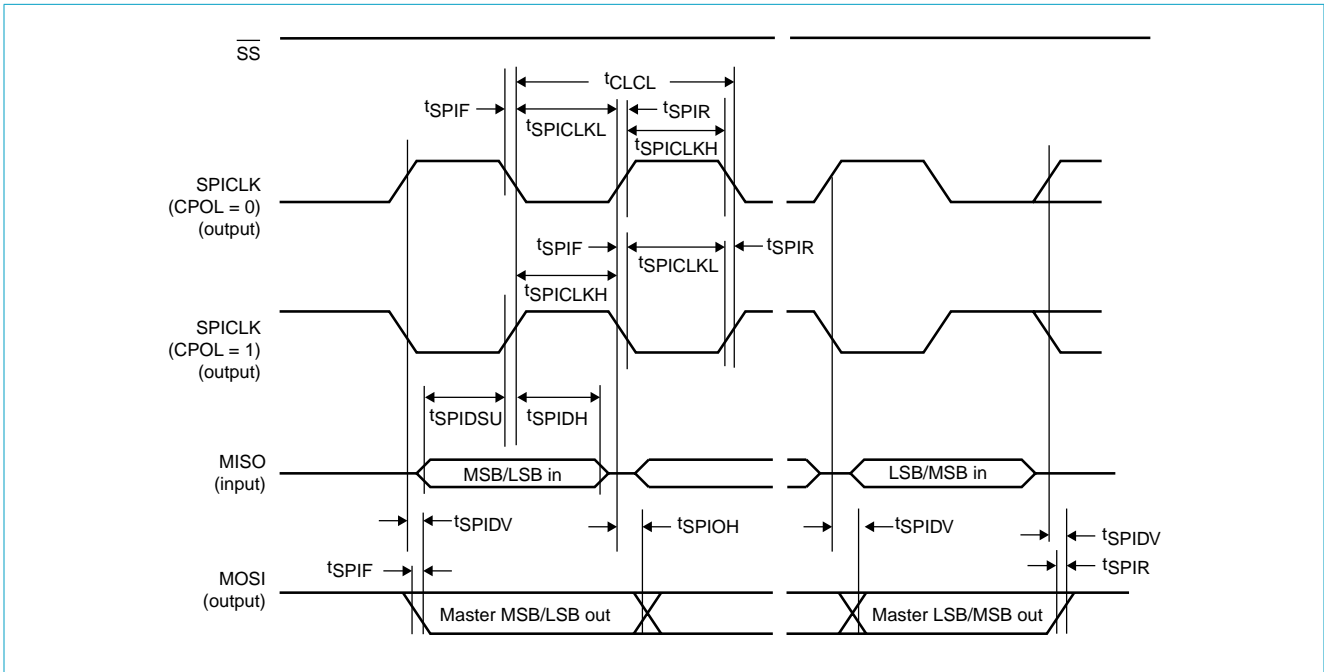 SS
tCLCL
tSPIF
tSPIR
tSPICLKL
tSPICLKH
SPICLK
(CPOL = 0)
(output)
tSPIF
tSPIR
tSPICLKL
tSPICLKH
SPICLK
(CPOL = 1)
(output)
tSPIDSU
tSPIDH
MISO
(input)
MSB/LSB in
LSB/MSB in
tSPIDV
tSPIOH
tSPIDV
tSPIDV
tSPIF
tSPIR
MOSI
(output)
Master MSB/LSB out
Master LSB/MSB out